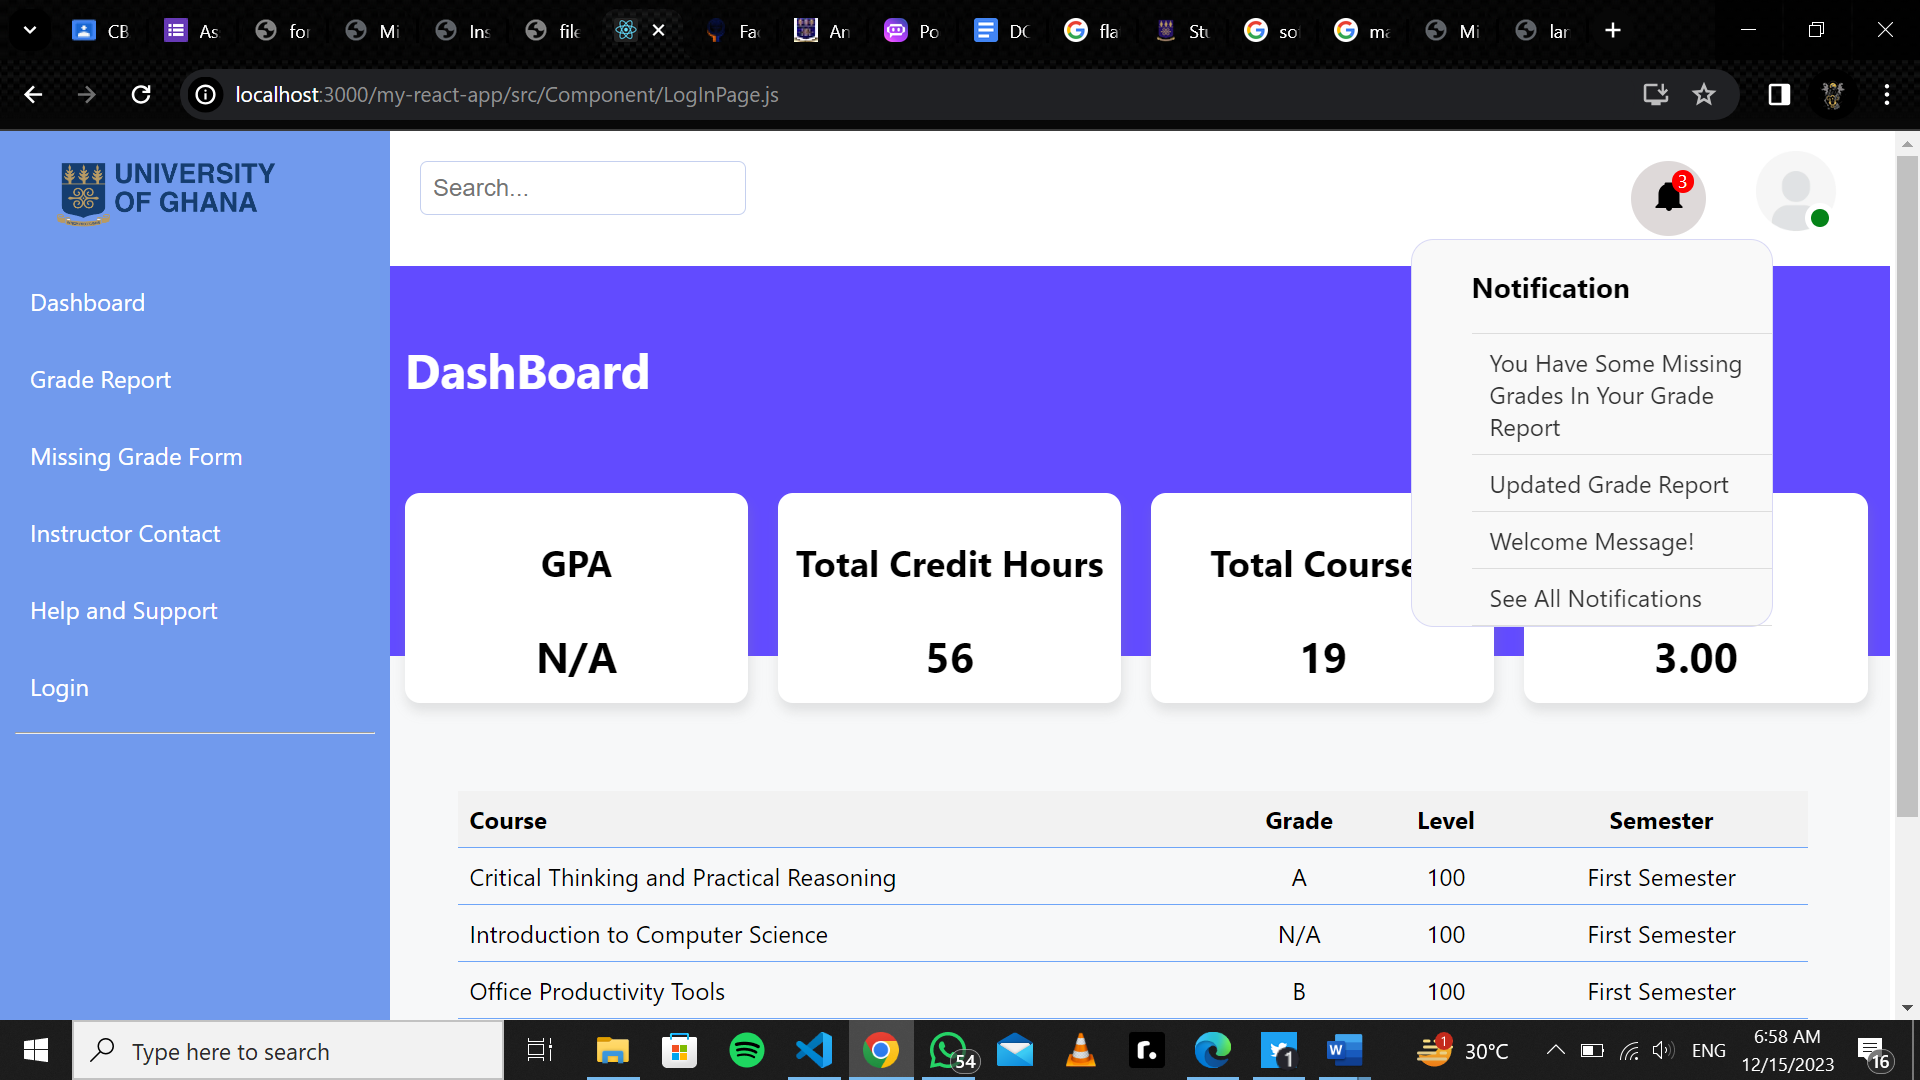 CB
As
for
Mi
Ins
file
Fa
An
Po
DC
fla
Stu
so
ma
Mi
lan
localhost:3000/my-react-app/src/Component/LogInPage.js
UNIVERSITY
OF GHANA
Search...
3
Dashboard
Grade Report
Missing Grade Form
Instructor Contact
Help and Support
Login
DashBoard
Notification
You Have Some Missing
Grades In Your Grade
Report
Updated Grade Report
Welcome Message!
See All Notifications
GPA
N/A
Total Credit Hours
56
Total Course
19
3.00
Course Grade Level Semester
Critical Thinking and Practical Reasoning A 100 First Semester
Introduction to Computer Science N/A 100 First Semester
Office Productivity Tools B 100 First Semester
Type here to search
54
r.
1
W
1
30°C
ENG
6:58 AM
12/15/2023
16